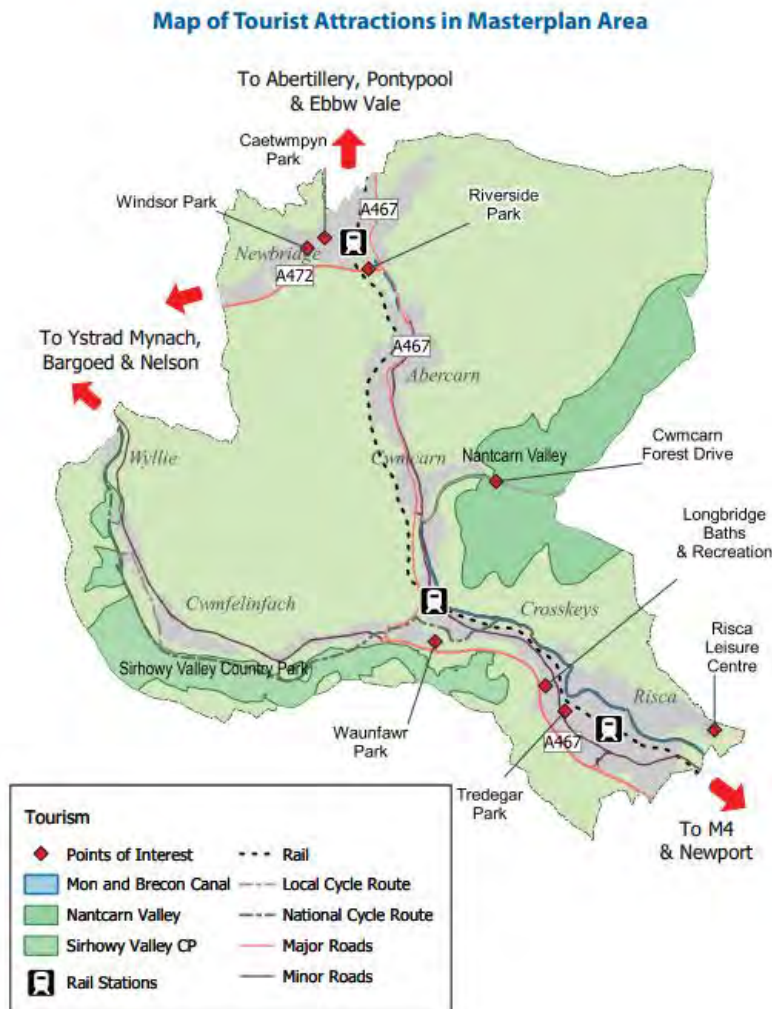 Map of Tourist Attractions in Masterplan Area
To Abertillery, Pontypool
& Ebbw Vale
Caetwmpyn
Park
Windsor Park
A467
Riverside
Park
Newbridge
A472
To Ystrad Mynach,
Bargoed & Nelson
A467
Abercarn
Wyllie
Cwmcarn
Nantcarn Valley
Cwmcarn
Forest Drive
Longbridge
Baths
& Recreation
Cwnfelinfach
Crosskeys
Risca
Leisure
Centre
Sirhowy Valley Country Park
Risca
Waunfawr
Park
A467
Tredegar
Park
To M4
& Newport
Tourism
Points of Interest
Rail
Mon and Brecon Canal
Local Cycle Route
Nantcarn Valley
National Cycle Route
Sirhowy Valley CP
Major Roads
Rail Stations
Minor Roads